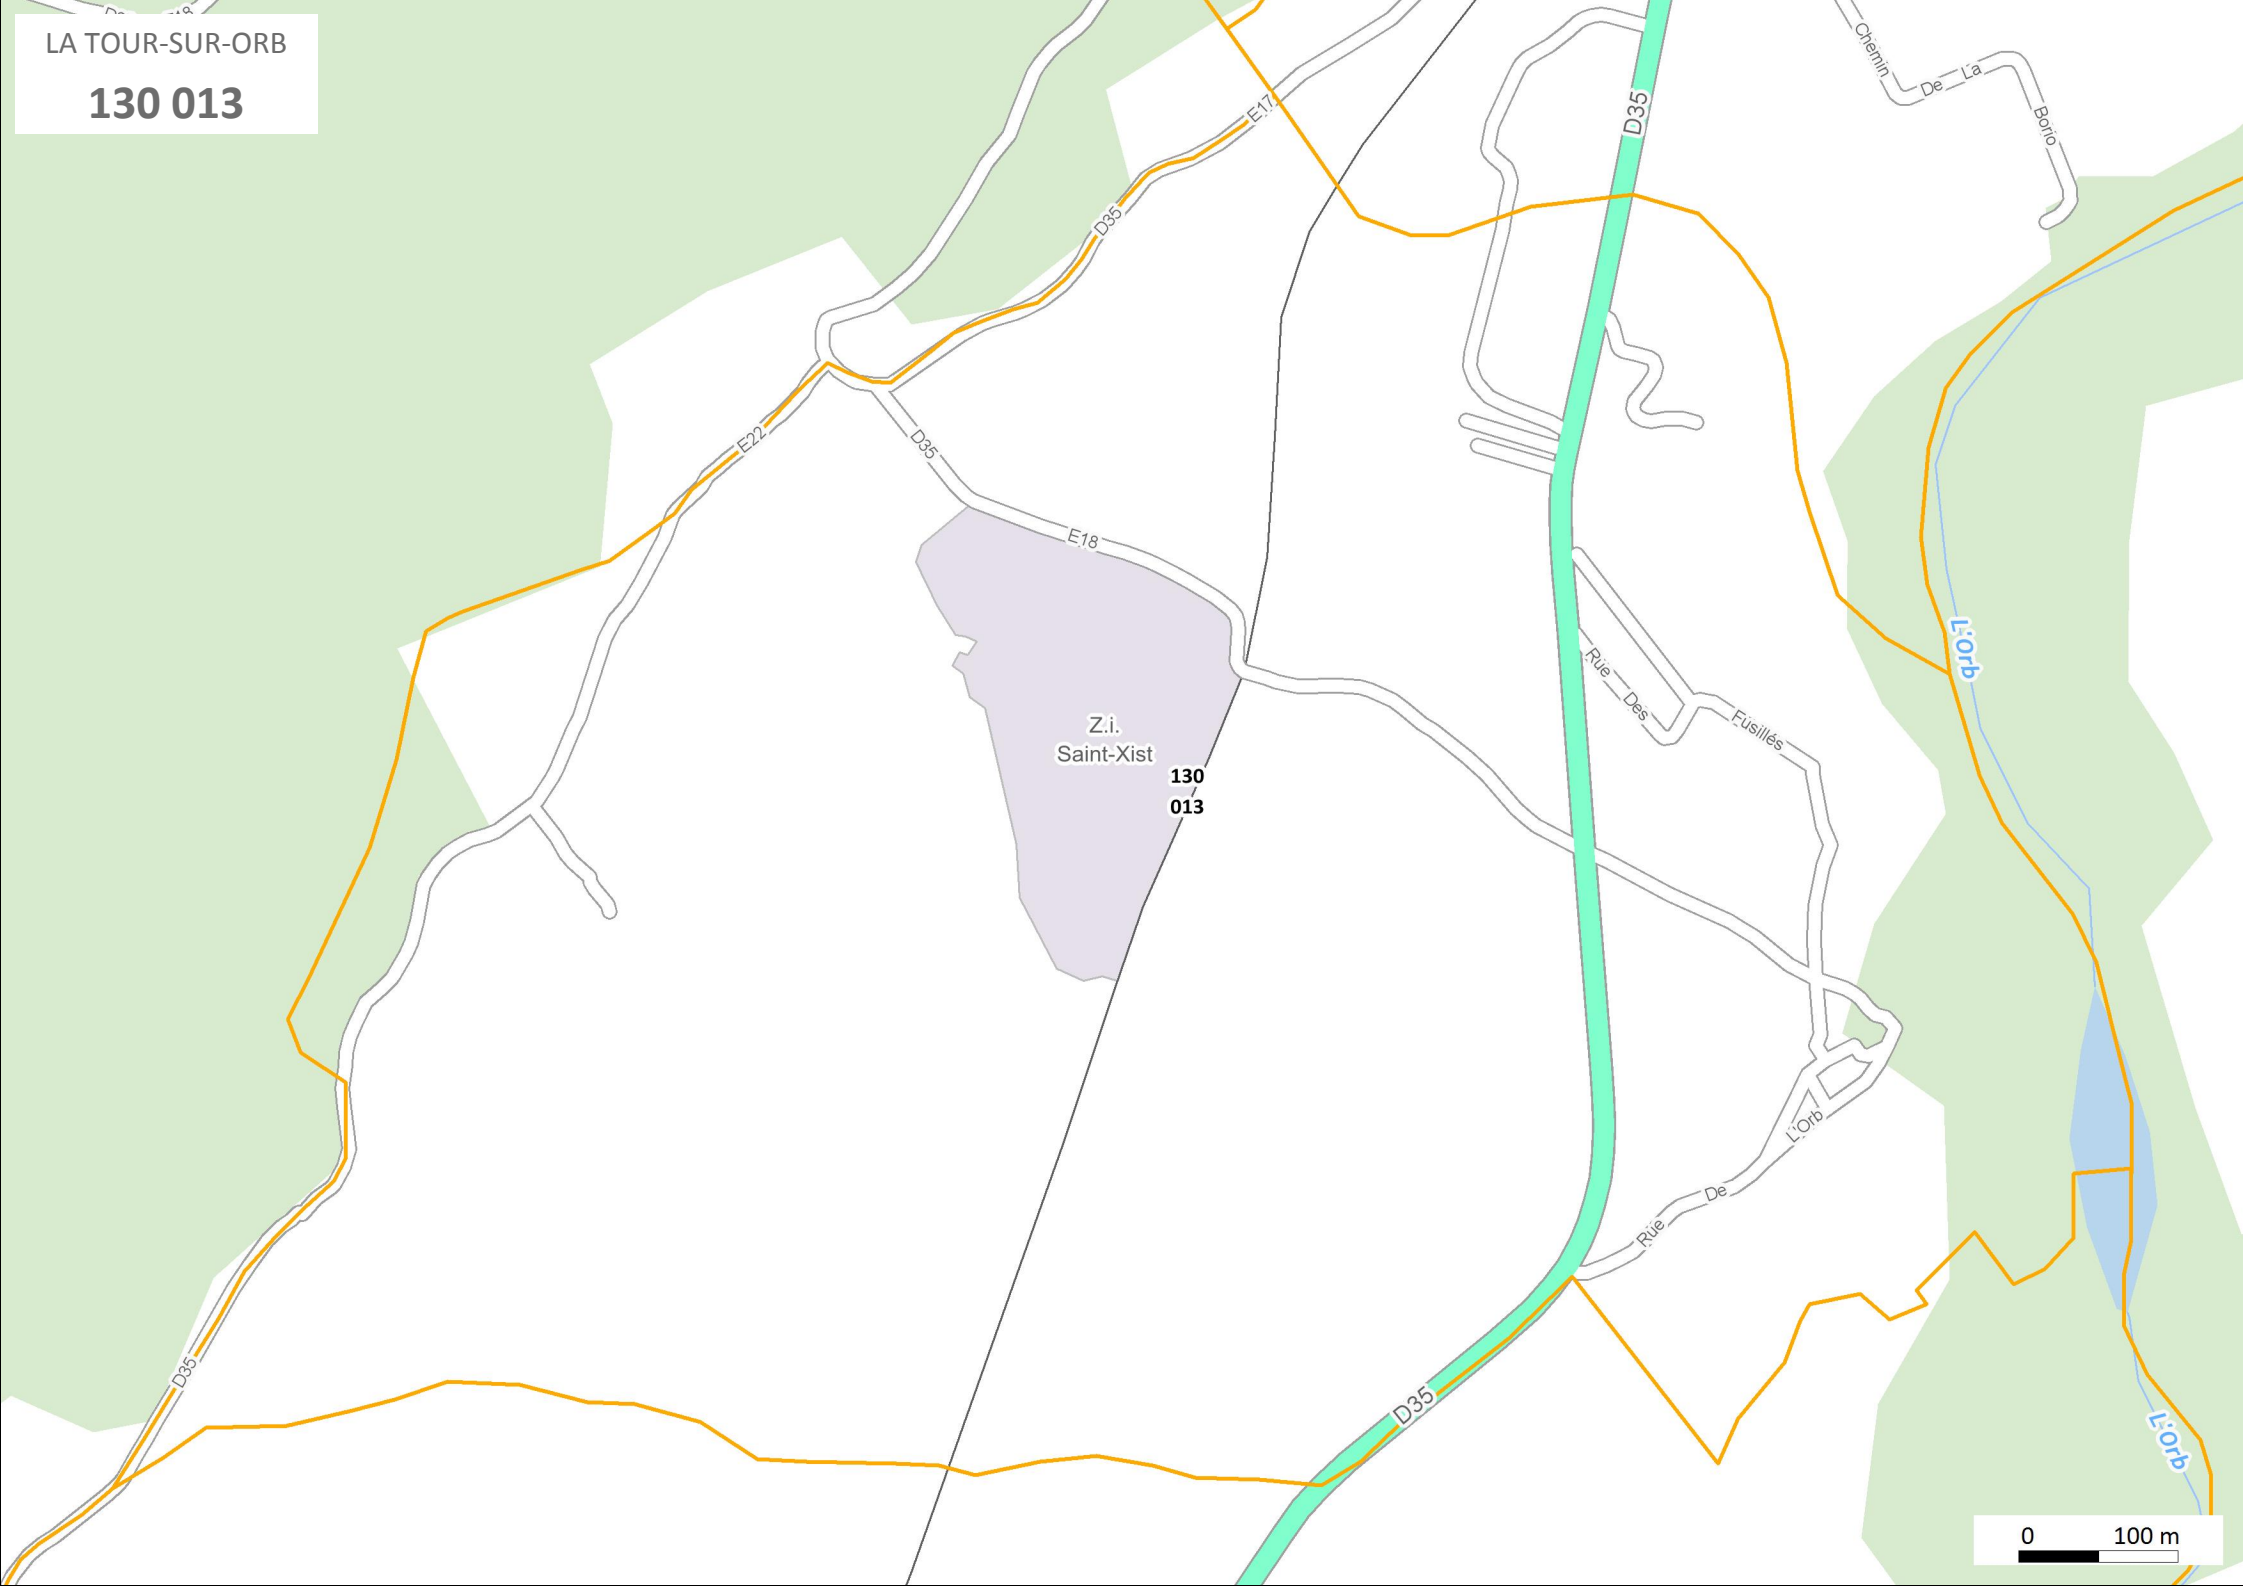 LA TOUR-SUR-ORB
130 013
Chemin
De La
Borio
D35
E17
D35
E22
D35
E18
L'Orb
Rue Des
Fusillés
Z.i.
Saint-Xist
130
013
L'Orb
De
Rue
D35
D35
L'Orb
0 100 m